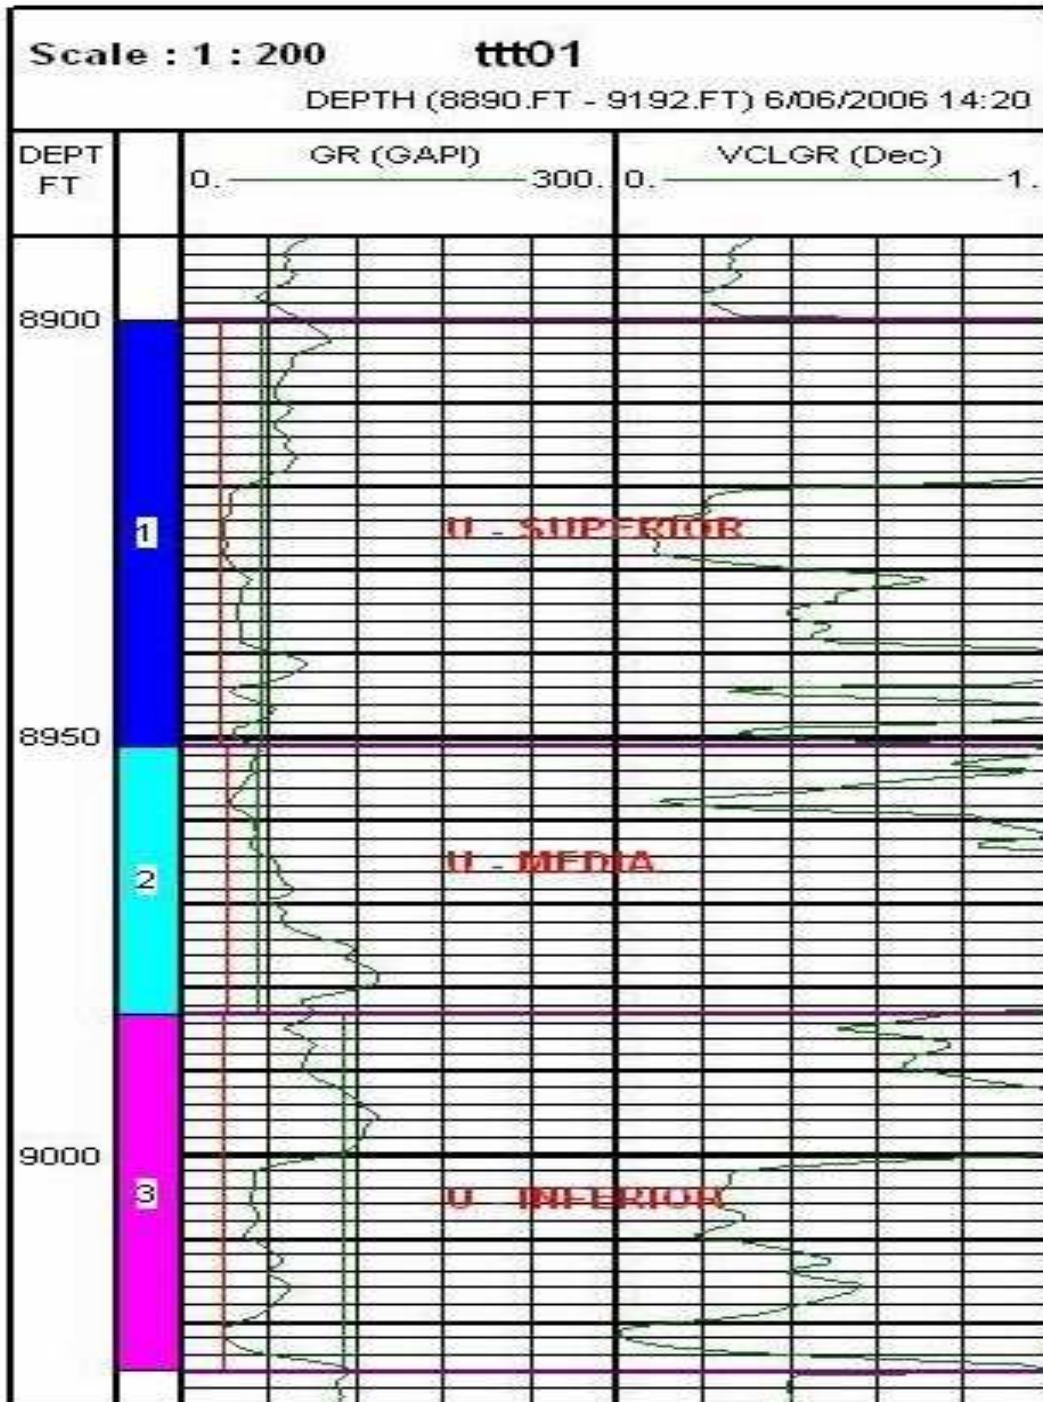 Scale : 1 : 200 ttt01
DEPTH (8890.FT - 9192.FT) 6/06/2006 14:20
DEPT FT
GR (GAPI)
0. 300.
VCLGR (Dec)
0. 1.
8900
1
U - SUPERIOR
8950
2
U - MEDIA
9000
3
U - INFERIOR